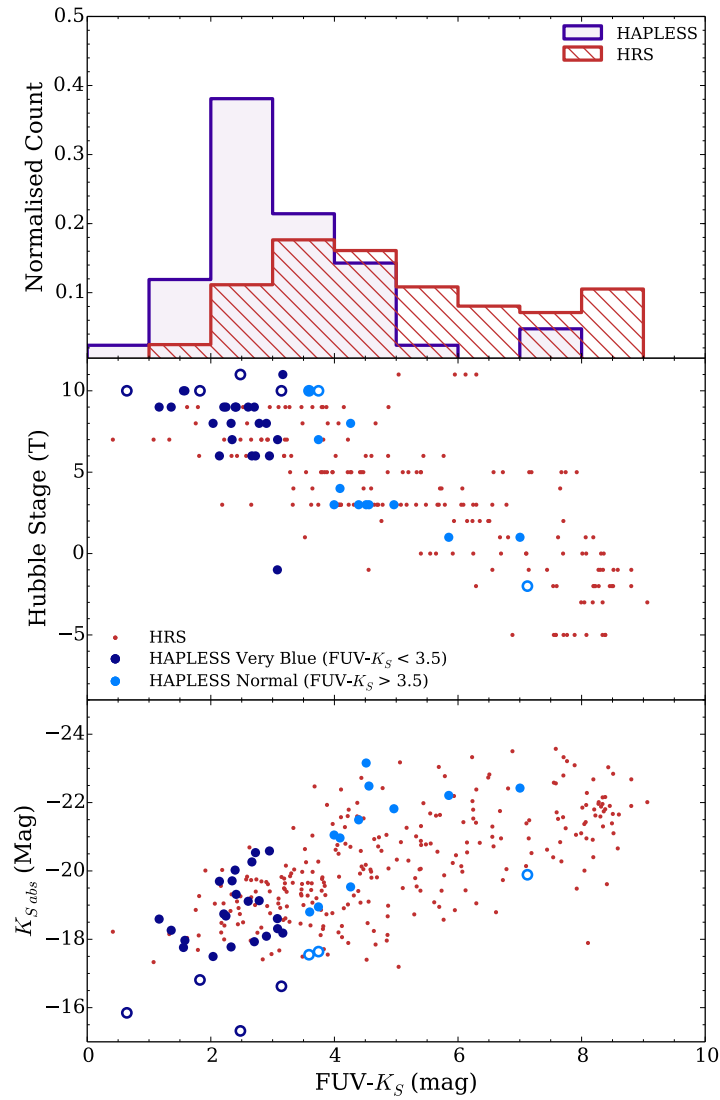 0.5
HAPLESS
HRS
0.4
0.3
0.2
0.1
Normalised Count
10
5
0
−5
Hubble Stage (T)
HRS
HAPLESS Very Blue (FUV-K_S < 3.5)
HAPLESS Normal (FUV-K_S > 3.5)
−24
−22
−20
−18
−16
K_S abs (Mag)
0 2 4 6 8 10
FUV-K_S (mag)